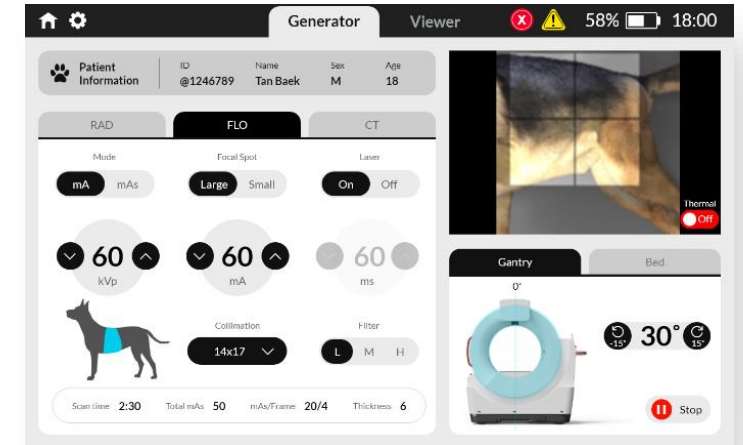 Generator
Viewer
58%
18:00
Patient
Information
ID
Name
Sex
Age
@1246789
Tan Baek
M
18
RAD
FLO
CT
Mode
Focal Spot
Laser
mA
mAs
Large
Small
On
Off
60
kVp
60
mA
60
ms
Collimation
Filter
14x17
L
M
H
Scan time 2:30
Total mAs 50
mAs/Frame 20/4
Thickness 6
Thermal
Off
Gantry
Bed
0°
-15°
30°
15°
Stop